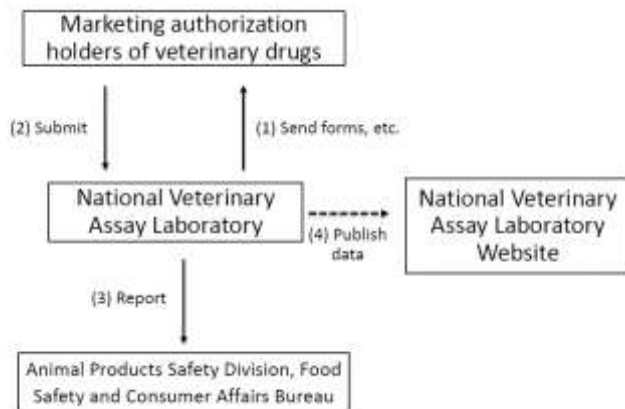 Marketing authorization
holders of veterinary drugs
(2) Submit
(1) Send forms, etc.
National Veterinary
Assay Laboratory
(4) Publish
data
National Veterinary
Assay Laboratory
Website
(3) Report
Animal Products Safety Division, Food
Safety and Consumer Affairs Bureau